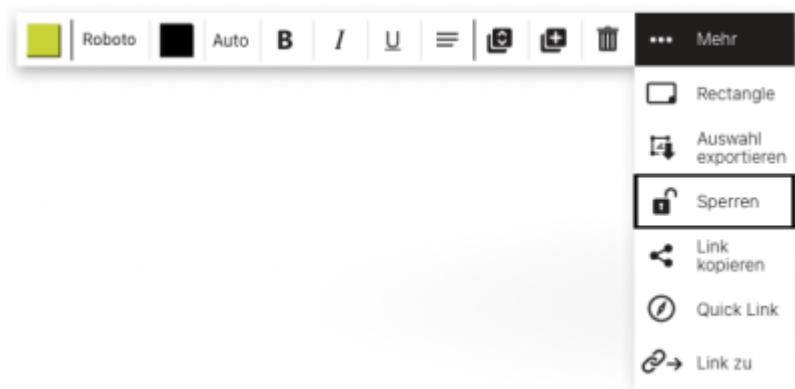 Roboto Auto B I U Mehr
Rectangle
Auswahl
exportieren
Sperren
Link
kopieren
Quick Link
Link zu